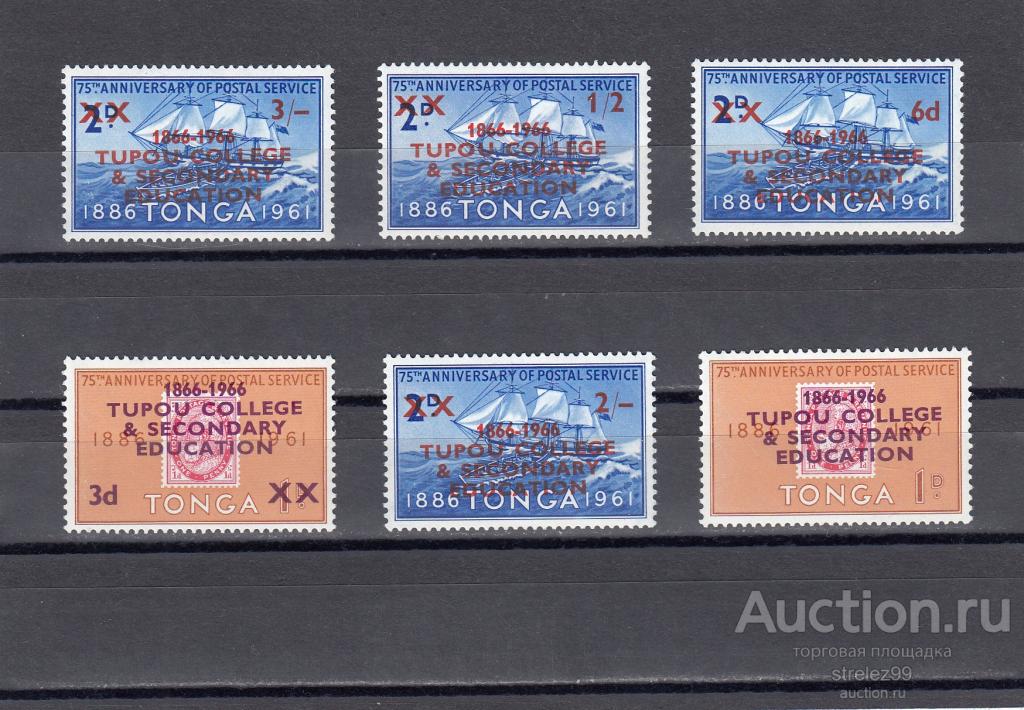 75TH ANNIVERSARY OF POSTAL SERVICE
XX 2D. 3/-
1866-1966
TUPOU COLLEGE
& SECONDARY
EDUCATION
1886 TONGA 1961
75TH ANNIVERSARY OF POSTAL SERVICE
XX 2D. 1/2
1866-1966
TUPOU COLLEGE
& SECONDARY
EDUCATION
1886 TONGA 1961
75TH ANNIVERSARY OF POSTAL SERVICE
XX 2D. 6d
1866-1966
TUPOU COLLEGE
& SECONDARY
EDUCATION
1886 TONGA 1961
75TH ANNIVERSARY OF POSTAL SERVICE
1866-1966
TUPOU COLLEGE
1886 & SECONDARY 1961
EDUCATION
3d TONGA 1D. XX
75TH ANNIVERSARY OF POSTAL SERVICE
XX 2D. 2/-
1866-1966
TUPOU COLLEGE
& SECONDARY
EDUCATION
1886 TONGA 1961
75TH ANNIVERSARY OF POSTAL SERVICE
1866-1966
TUPOU COLLEGE
1886 & SECONDARY 1961
EDUCATION
TONGA 1D.
Auction.ru
торговая площадка
strelez99
auction.ru